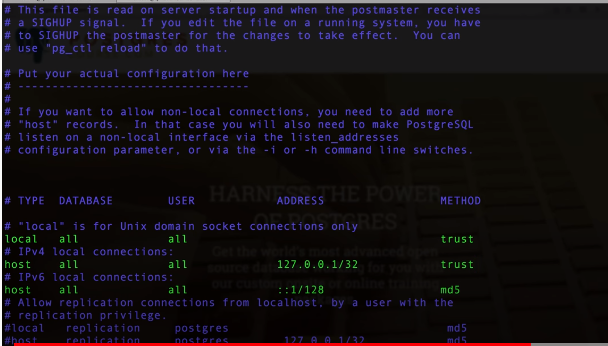 # This file is read on server startup and when the postmaster receives
# a SIGHUP signal.  If you edit the file on a running system, you have
# to SIGHUP the postmaster for the changes to take effect.  You can
# use "pg_ctl reload" to do that.
# Put your actual configuration here
# ----------------------------------
#
# If you want to allow non-local connections, you need to add more
# "host" records.  In that case you will also need to make PostgreSQL
# listen on a non-local interface via the listen_addresses
# configuration parameter, or via the -i or -h command line switches.
# TYPE  DATABASE        USER            ADDRESS                 METHOD
HARNESS THE POWER
OF POSTGRES
# "local" is for Unix domain socket connections only
local   all             all                                     trust
# IPv4 local connections:
host    all             all             127.0.0.1/32            trust
# IPv6 local connections:
host    all             all             ::1/128                 md5
# Allow replication connections from localhost, by a user with the
# replication privilege.
#local   replication     postgres                                md5
#host    replication     postgres        127.0.0.1/32            md5